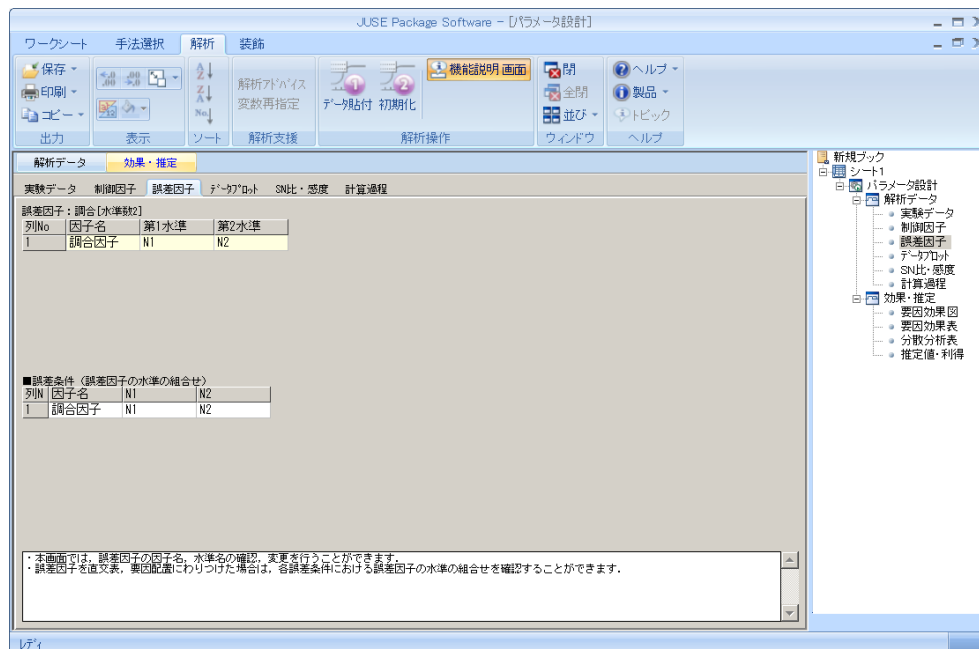 JUSE Package Software - [パラメータ設計]
ワークシート 手法選択 解析 装飾
保存
印刷
コピー
出力
表示
ソート
解析アドバイス
変数再指定
解析支援
データ貼付 初期化
機能説明画面
解析操作
閉
全閉
並び
ウィンドウ
ヘルプ
製品
トピック
ヘルプ
解析データ 効果・推定
実験データ 制御因子 誤差因子 データプロット SN比・感度 計算過程
誤差因子：調合[水準数2]
列No 因子名 第1水準 第2水準
1 調合因子 N1 N2
■誤差条件（誤差因子の水準の組合せ）
列N 因子名 N1 N2
1 調合因子 N1 N2
・本画面では，誤差因子の因子名，水準名の確認，変更を行うことができます．
・誤差因子を直交表，要因配置にわりつけた場合は，各誤差条件における誤差因子の水準の組合せを確認することができます．
新規ブック
シート1
パラメータ設計
解析データ
実験データ
制御因子
誤差因子
データプロット
SN比・感度
計算過程
効果・推定
要因効果図
要因効果表
分散分析表
推定値・利得
レディ